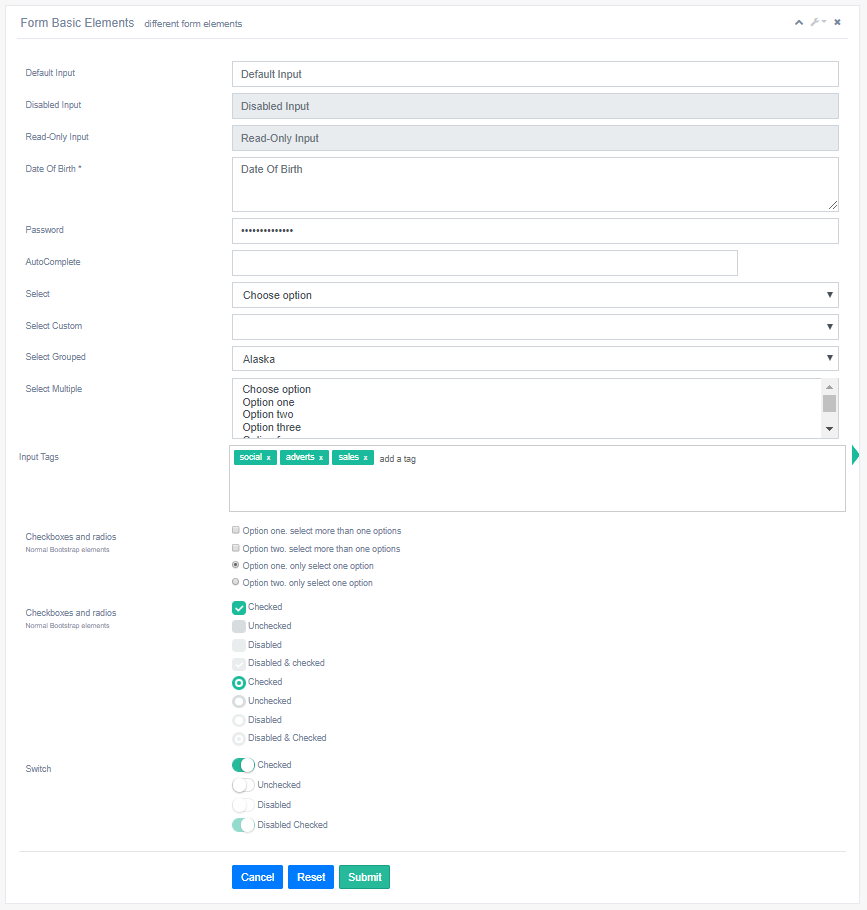 Form Basic Elements different form elements
Default Input
Default Input
Disabled Input
Disabled Input
Read-Only Input
Read-Only Input
Date Of Birth *
Date Of Birth
Password
••••••••••••••
AutoComplete
Select
Choose option
Select Custom
Select Grouped
Alaska
Select Multiple
Choose option
Option one
Option two
Option three
Input Tags
social x adverts x sales x add a tag
Checkboxes and radios
Normal Bootstrap elements
Option one. select more than one options
Option two. select more than one options
Option one. only select one option
Option two. only select one option
Checkboxes and radios
Normal Bootstrap elements
Checked
Unchecked
Disabled
Disabled & checked
Checked
Unchecked
Disabled
Disabled & Checked
Switch
Checked
Unchecked
Disabled
Disabled Checked
Cancel Reset Submit